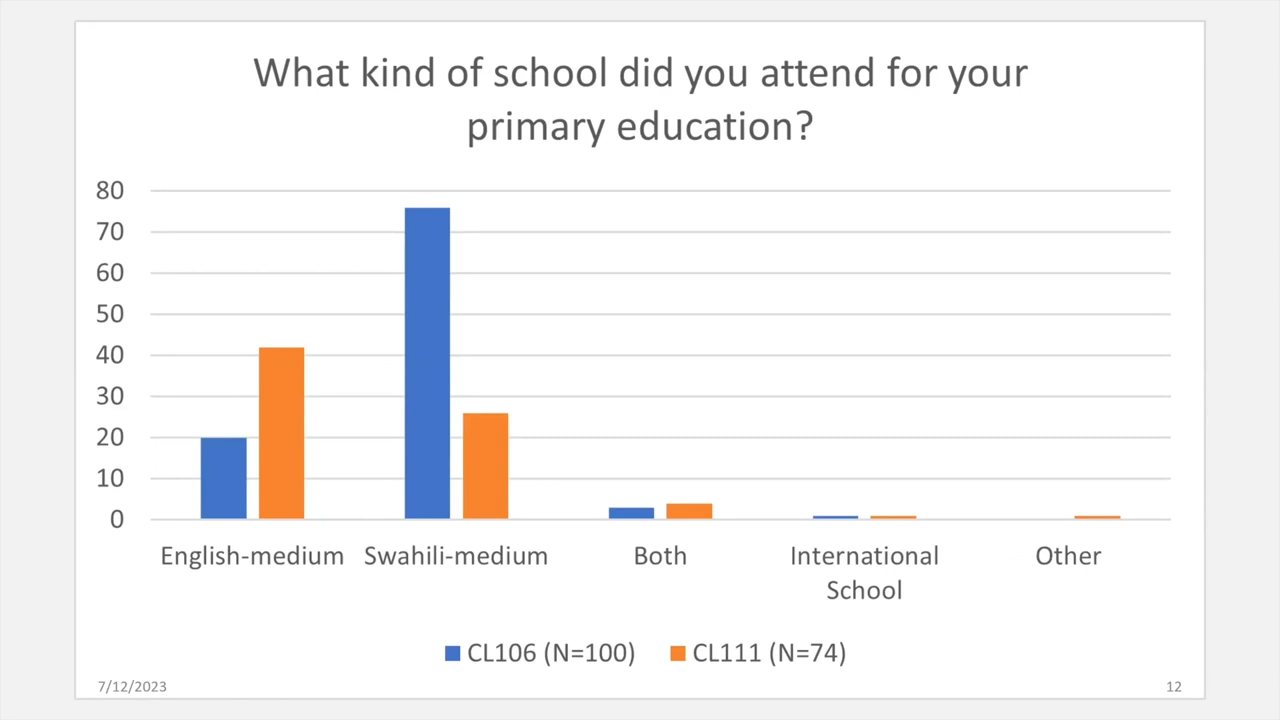 What kind of school did you attend for your
primary education?
80
70
60
50
40
30
20
10
0
English-medium Swahili-medium Both International Other
School
CL106 (N=100) CL111 (N=74)
7/12/2023 12